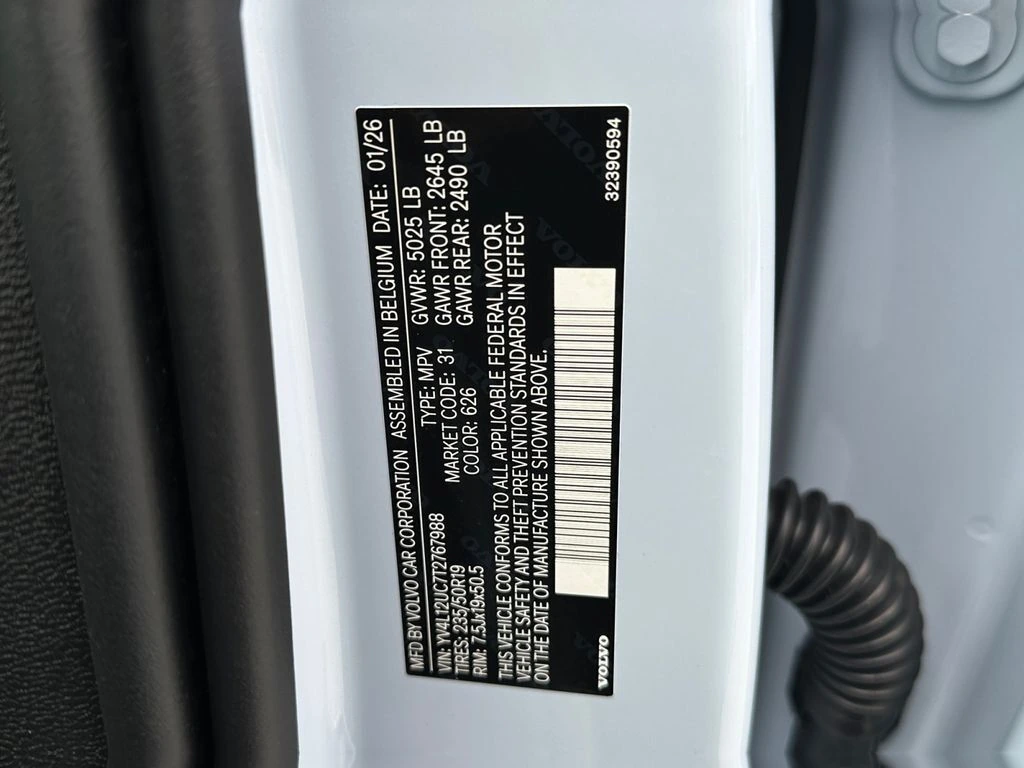 MFD BY VOLVO CAR CORPORATION ASSEMBLED IN BELGIUM DATE: 01/26
VIN: YV4L12UC7T2767988 TYPE: MPV GVWR: 5025 LB
TIRES: 235/50R19 MARKET CODE: 31 GAWR FRONT: 2645 LB
RIM: 7.5Jx19x50.5 COLOR: 626 GAWR REAR: 2490 LB
THIS VEHICLE CONFORMS TO ALL APPLICABLE FEDERAL MOTOR
VEHICLE SAFETY AND THEFT PREVENTION STANDARDS IN EFFECT
ON THE DATE OF MANUFACTURE SHOWN ABOVE.
VOLVO 32390594